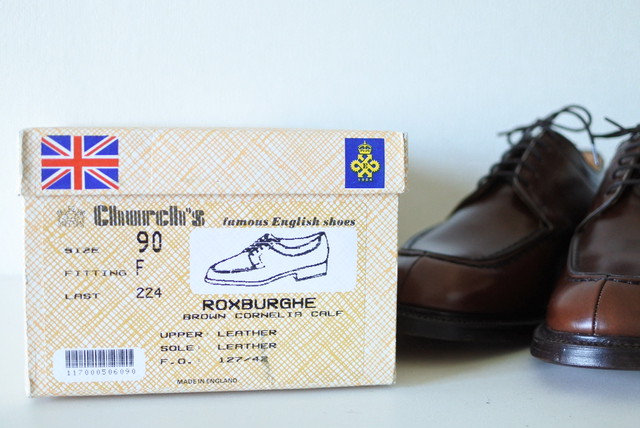 Church's famous English shoes
SIZE 90
FITTING F
LAST 224
ROXBURGHE
BROWN CORNELIA CALF
UPPER: LEATHER
SOLE: LEATHER
F.O.: 127/42
117000506090
MADE IN ENGLAND